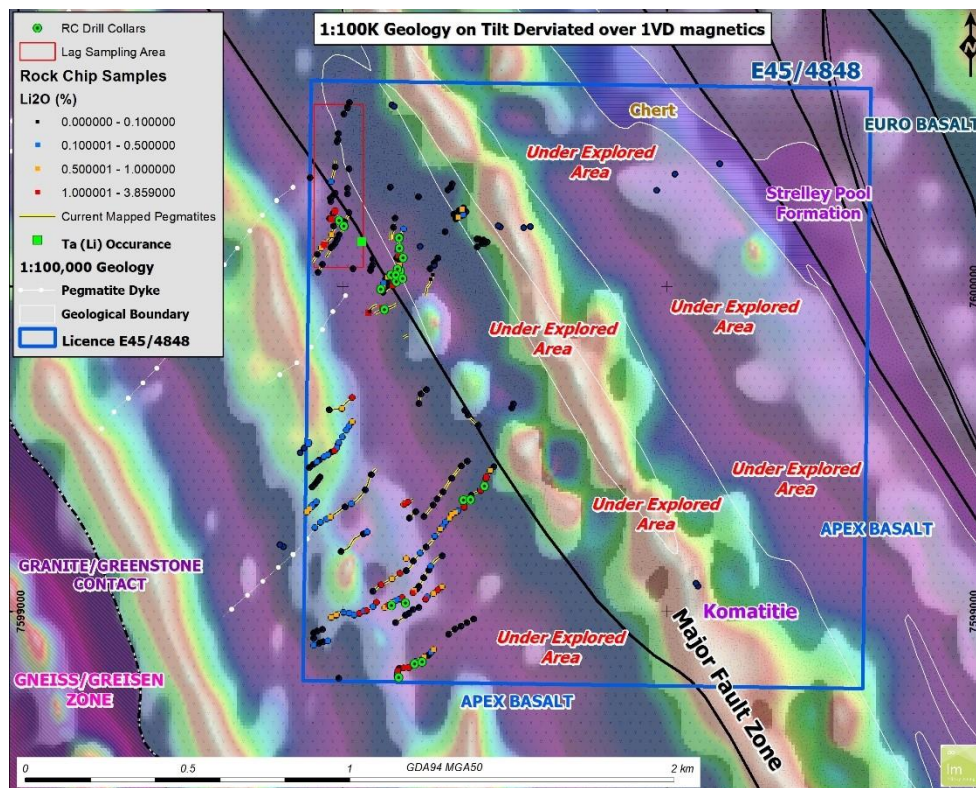 1:100K Geology on Tilt Derviated over 1VD magnetics
RC Drill Collars
Lag Sampling Area
Rock Chip Samples
Li2O (%)
0.000000 - 0.100000
0.100001 - 0.500000
0.500001 - 1.000000
1.000001 - 3.859000
Current Mapped Pegmatites
Ta (Li) Occurance
1:100,000 Geology
Pegmatite Dyke
Geological Boundary
Licence E45/4848
E45/4848
Chert
EURO BASALT
Under Explored
Area
Strelley Pool
Formation
Under Explored
Area
Under Explored
Area
7600000
Under Explored
Area
Under Explored
Area
APEX BASALT
GRANITE/GREENSTONE
CONTACT
7599000
7599000
Komatitie
Major Fault Zone
Under Explored
Area
GNEISS/GREISEN
ZONE
APEX BASALT
0 0.5 1 2 km
GDA94 MGA50
lm